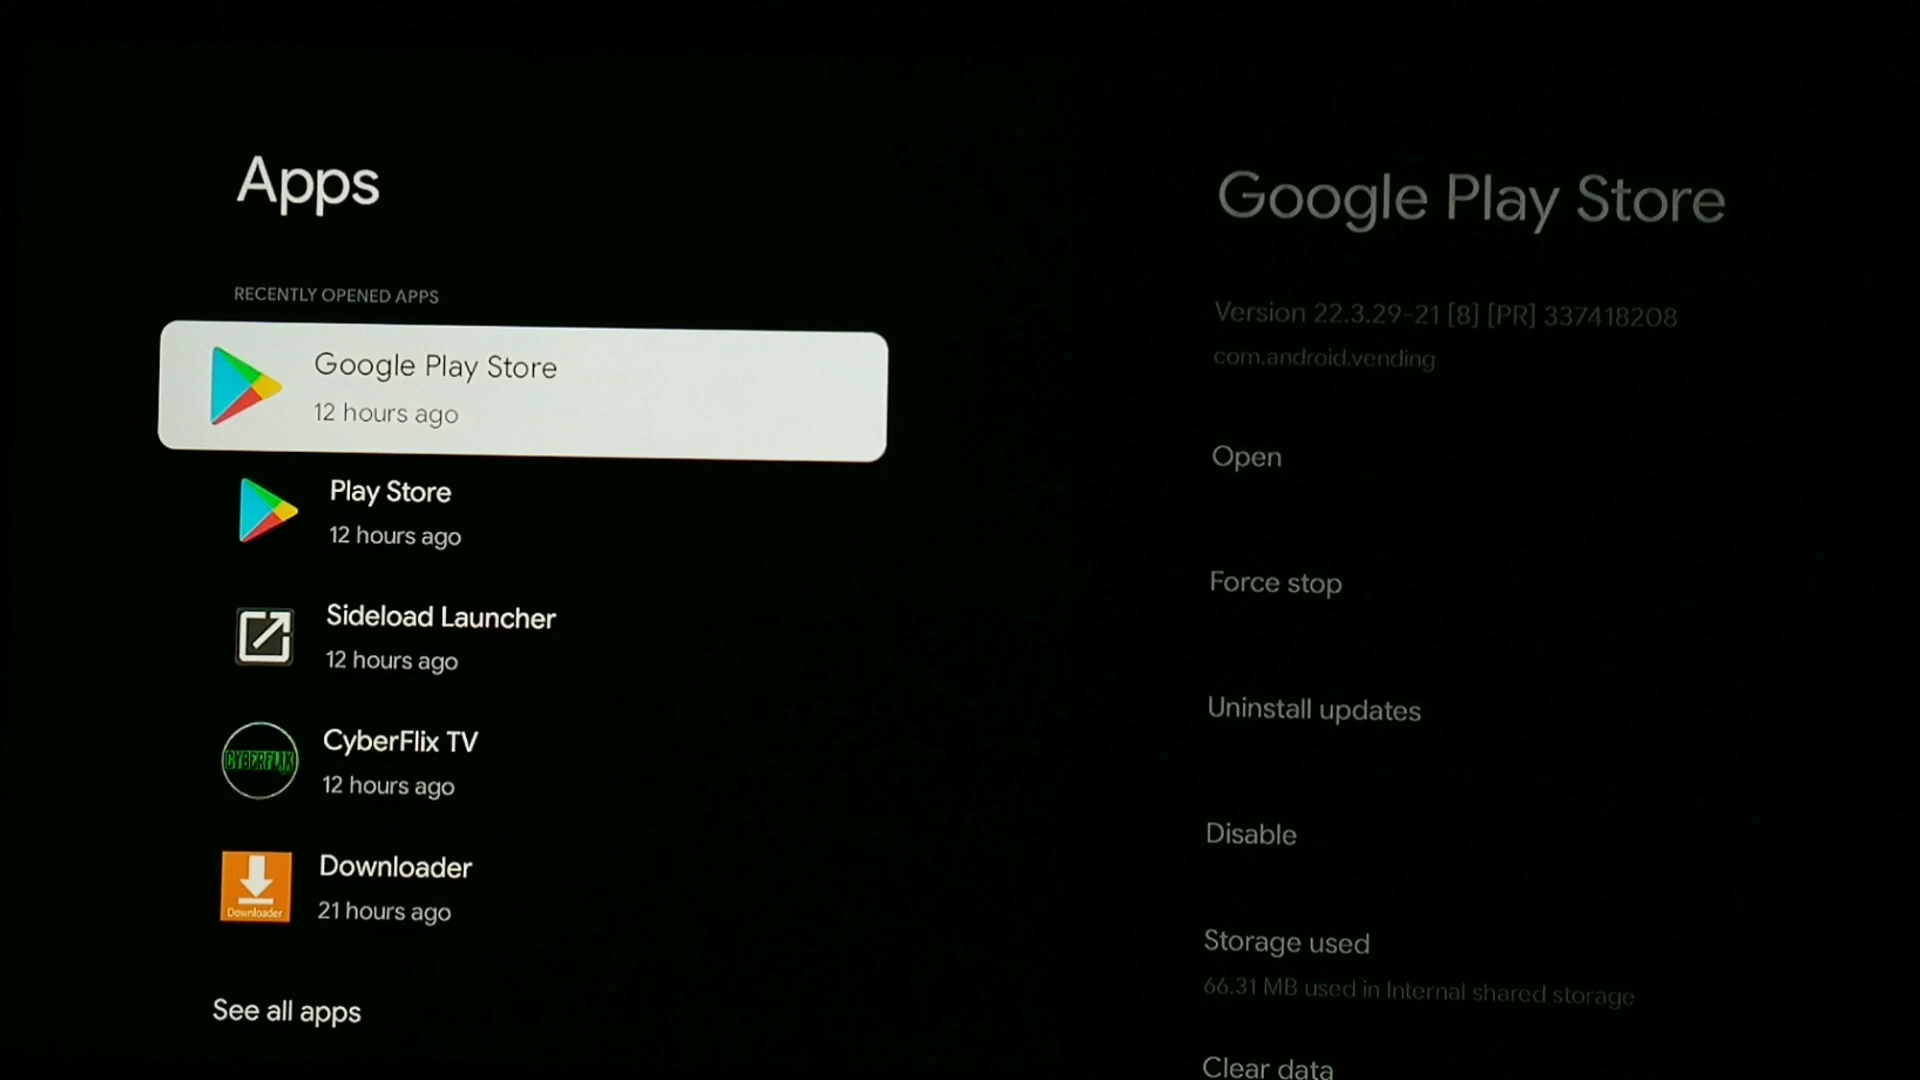 Apps
RECENTLY OPENED APPS
Google Play Store
12 hours ago
Play Store
12 hours ago
Sideload Launcher
12 hours ago
CYBERFLIX
CyberFlix TV
12 hours ago
Downloader
Downloader
21 hours ago
See all apps
Google Play Store
Version 22.3.29-21 [8] [PR] 337418208
com.android.vending
Open
Force stop
Uninstall updates
Disable
Storage used
66.31 MB used in Internal shared storage
Clear data